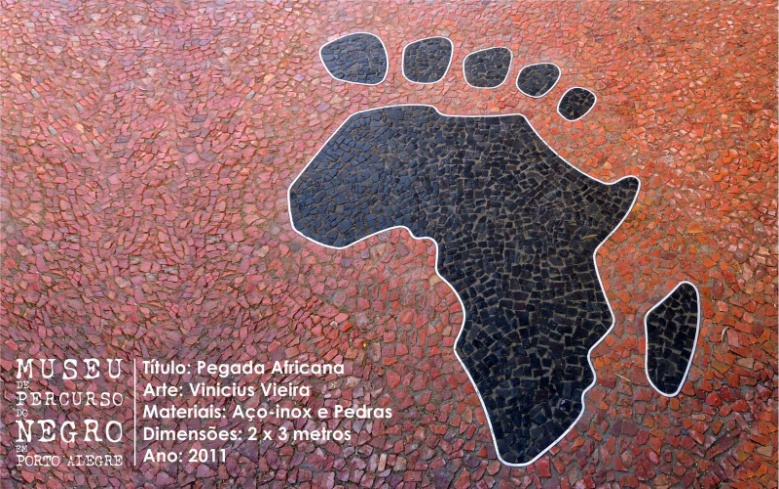 MUSEU
DE
PERCURSO
DO
NEGRO
EM
PORTO ALEGRE
Título: Pegada Africana
Arte: Vinicius Vieira
Materiais: Aço-inox e Pedras
Dimensões: 2 x 3 metros
Ano: 2011